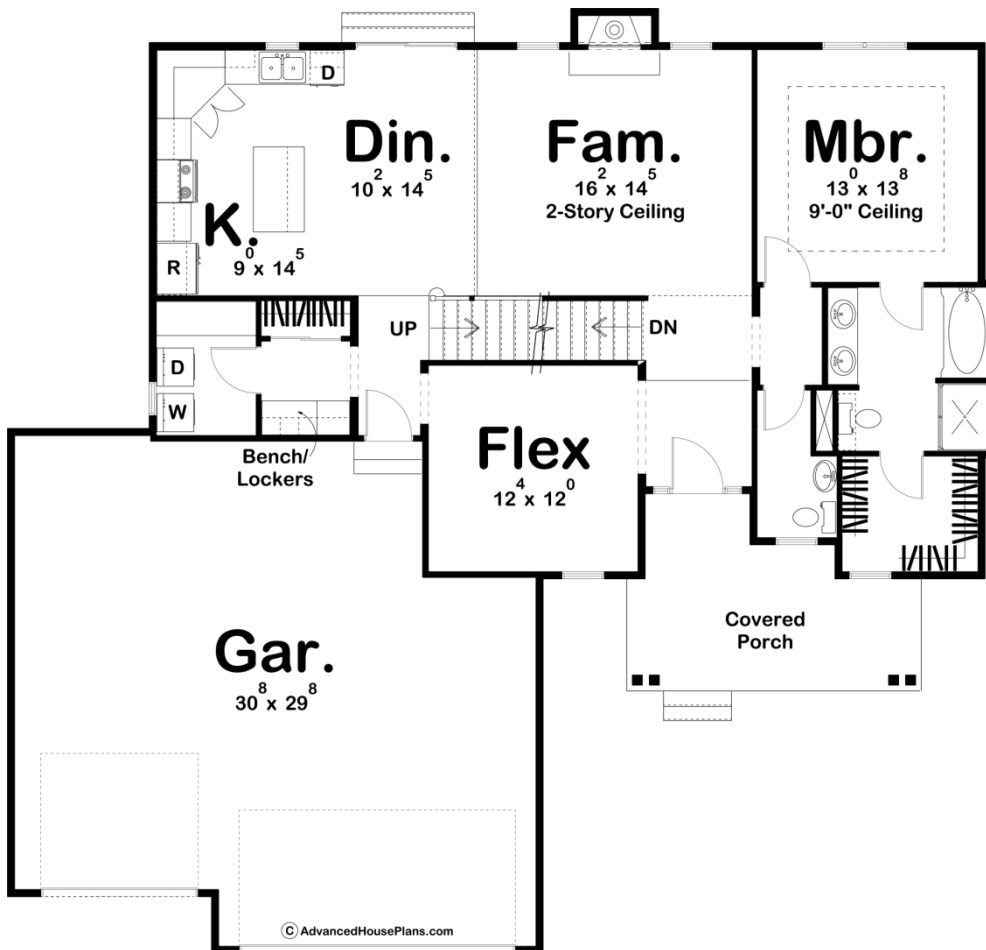 D
Din.
10² x 14⁵
Fam.
16² x 14⁵
2-Story Ceiling
Mbr.
13⁰ x 13⁸
9'-0" Ceiling
K.
9⁰ x 14⁵
R
UP
DN
D
W
Bench/
Lockers
Flex
12⁴ x 12⁰
Covered
Porch
Gar.
30⁸ x 29⁸
© AdvancedHousePlans.com